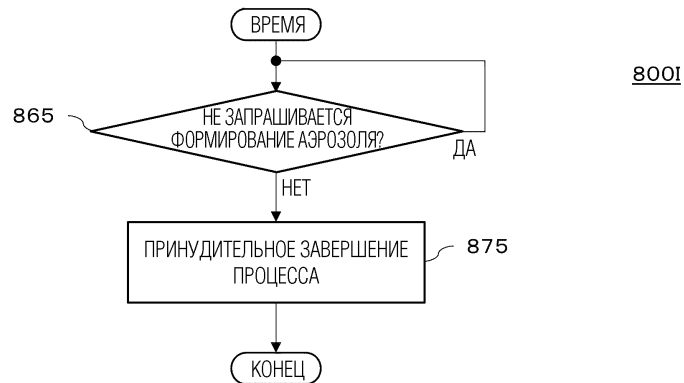 ВРЕМЯ
800I
865
НЕ ЗАПРАШИВАЕТСЯ
ФОРМИРОВАНИЕ АЭРОЗОЛЯ?
ДА
НЕТ
ПРИНУДИТЕЛЬНОЕ ЗАВЕРШЕНИЕ
ПРОЦЕССА
875
КОНЕЦ